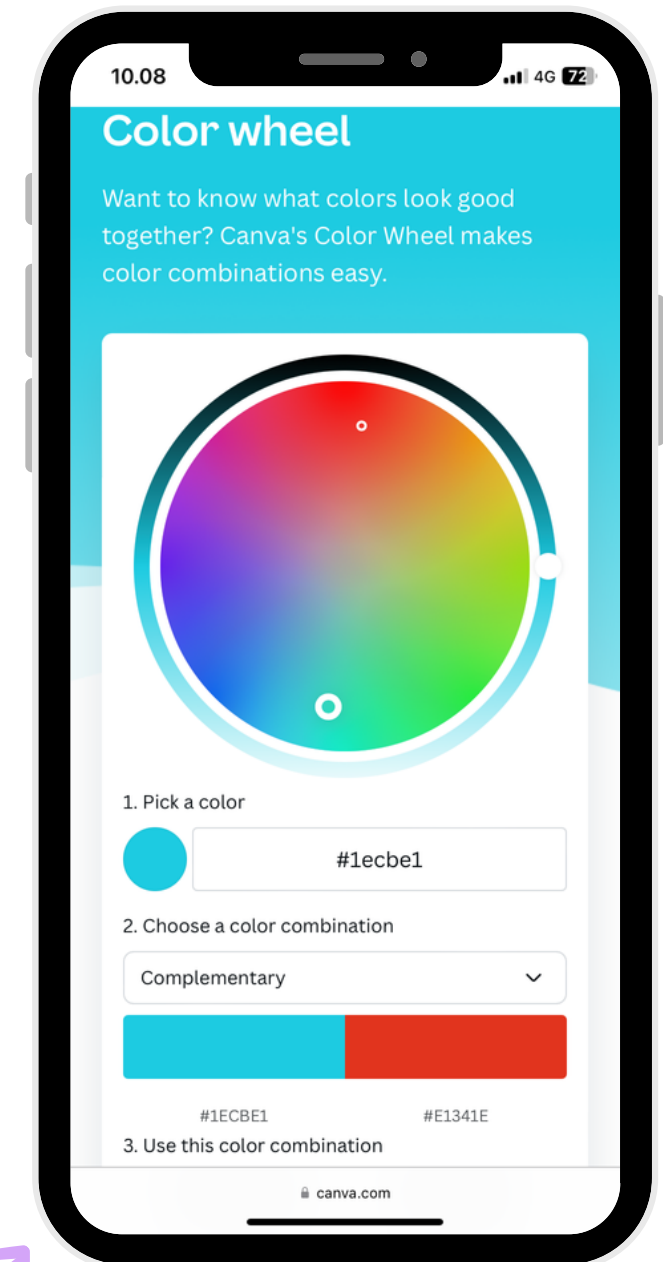 10.08
4G 72
Color wheel
Want to know what colors look good
together? Canva's Color Wheel makes
color combinations easy.
1. Pick a color
#1ecbe1
2. Choose a color combination
Complementary
#1ECBE1 #E1341E
3. Use this color combination
canva.com